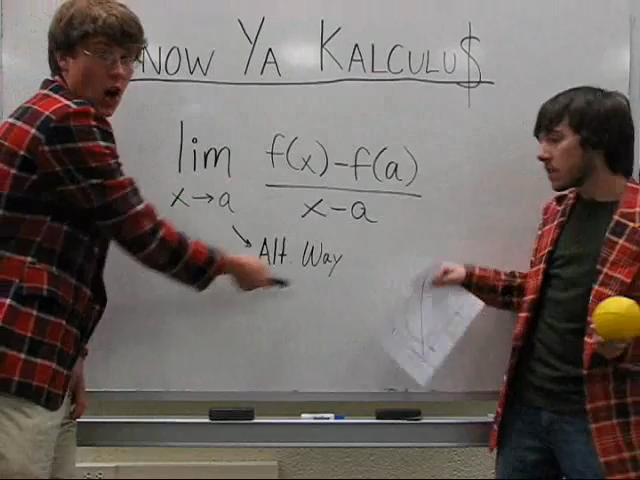 NOW YA KALCULU$
lim f(x)-f(a)
x→a x-a
Alt. Way